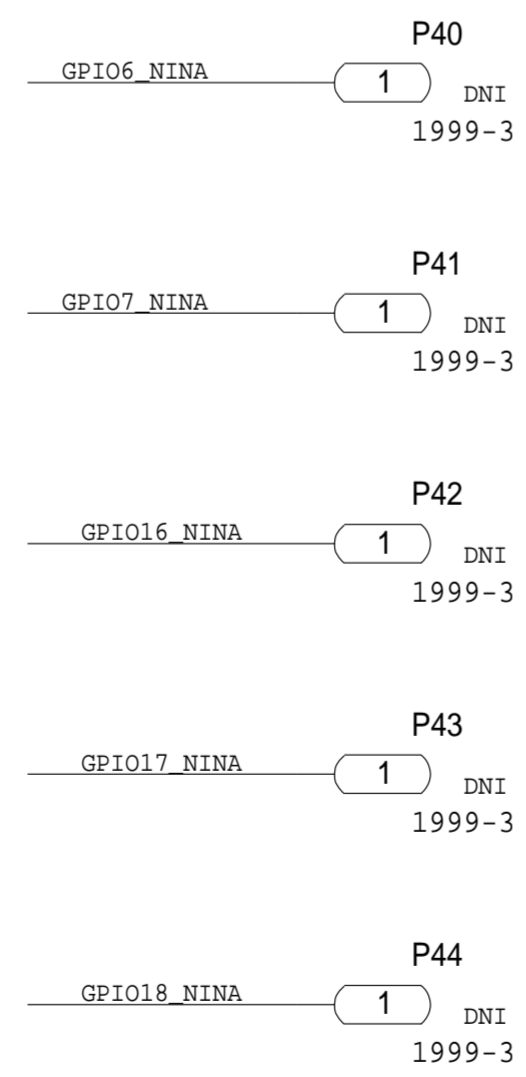 P40
GPIO6_NINA 1 DNI
1999-3
P41
GPIO7_NINA 1 DNI
1999-3
P42
GPIO16_NINA 1 DNI
1999-3
P43
GPIO17_NINA 1 DNI
1999-3
P44
GPIO18_NINA 1 DNI
1999-3